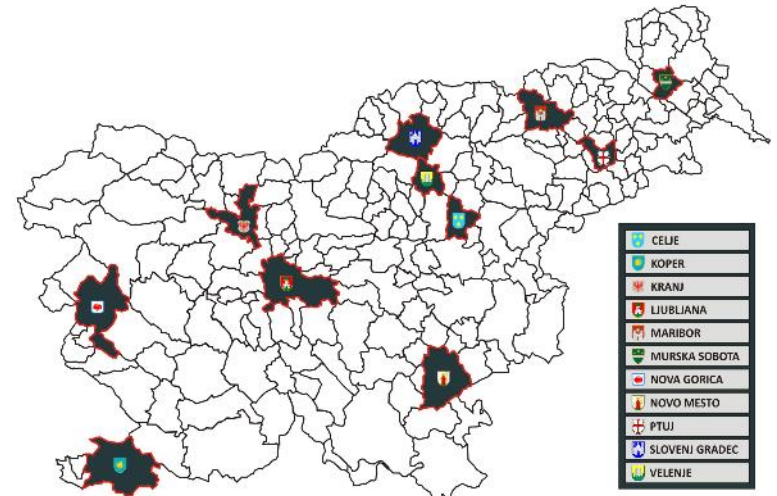 CELJE
KOPER
KRANJ
LJUBLJANA
MARIBOR
MURSKA SOBOTA
NOVA GORICA
NOVO MESTO
PTUJ
SLOVENJ GRADEC
VELENJE